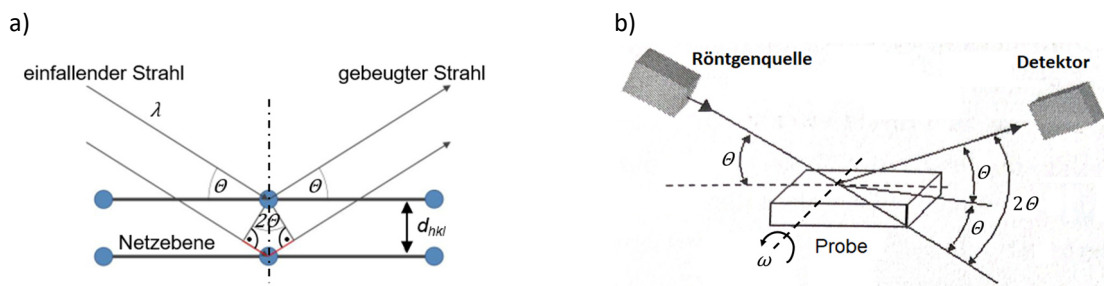 a)
einfallender Strahl
gebeugter Strahl
λ
Θ
Θ
2Θ
d_hkl
Netzebene
b)
Röntgenquelle
Detektor
Θ
Θ
2Θ
Θ
Probe
ω